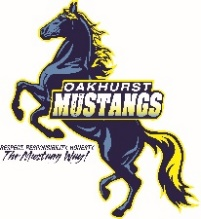 OAKHURST
MUSTANGS
RESPECT, RESPONSIBILITY, HONESTY
The Mustang Way!